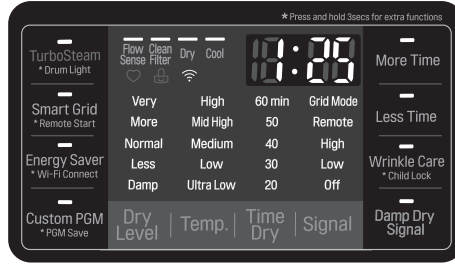 *Press and hold 3secs for extra functions
TurboSteam
* Drum Light
Smart Grid
* Remote Start
Energy Saver
* Wi-Fi Connect
Custom PGM
* PGM Save
Flow Sense
Clean Filter
Dry
Cool
1:25
Very High 60 min Grid Mode
More Mid High 50 Remote
Normal Medium 40 High
Less Low 30 Low
Damp Ultra Low 20 Off
Dry Level
Temp.
Time Dry
Signal
More Time
Less Time
Wrinkle Care
* Child Lock
Damp Dry
Signal